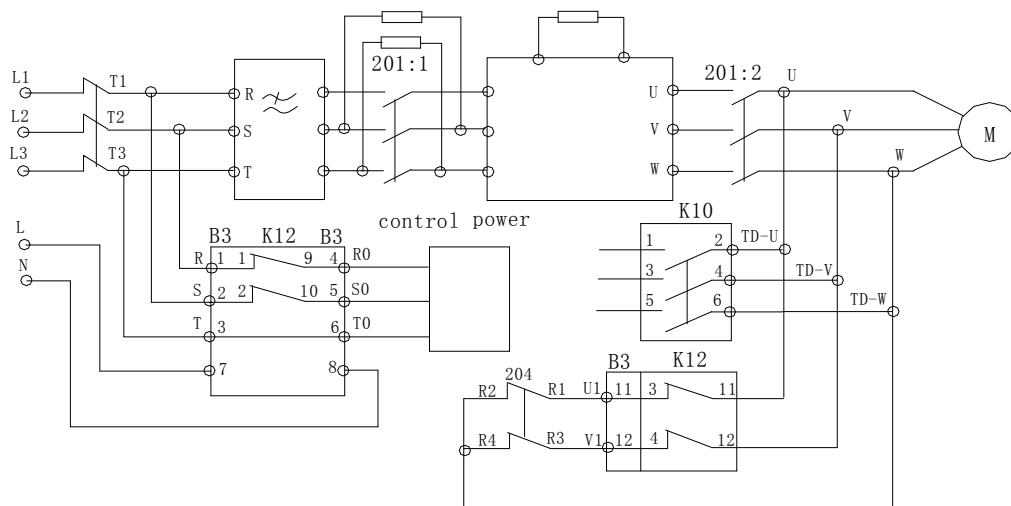 201:1
201:2
L1 T1 R U U
L2 T2 S V V M
L3 T3 T W W
control power
K10
L B3 K12 B3
1 2 TD-U
R 1 1 9 4 R0
N
3 4 TD-V
S 2 2 10 5 S0
5 6 TD-W
T 3 6 T0
7 8
B3 K12
204
R2 R1 U1 11 3 11
R4 R3 V1 12 4 12